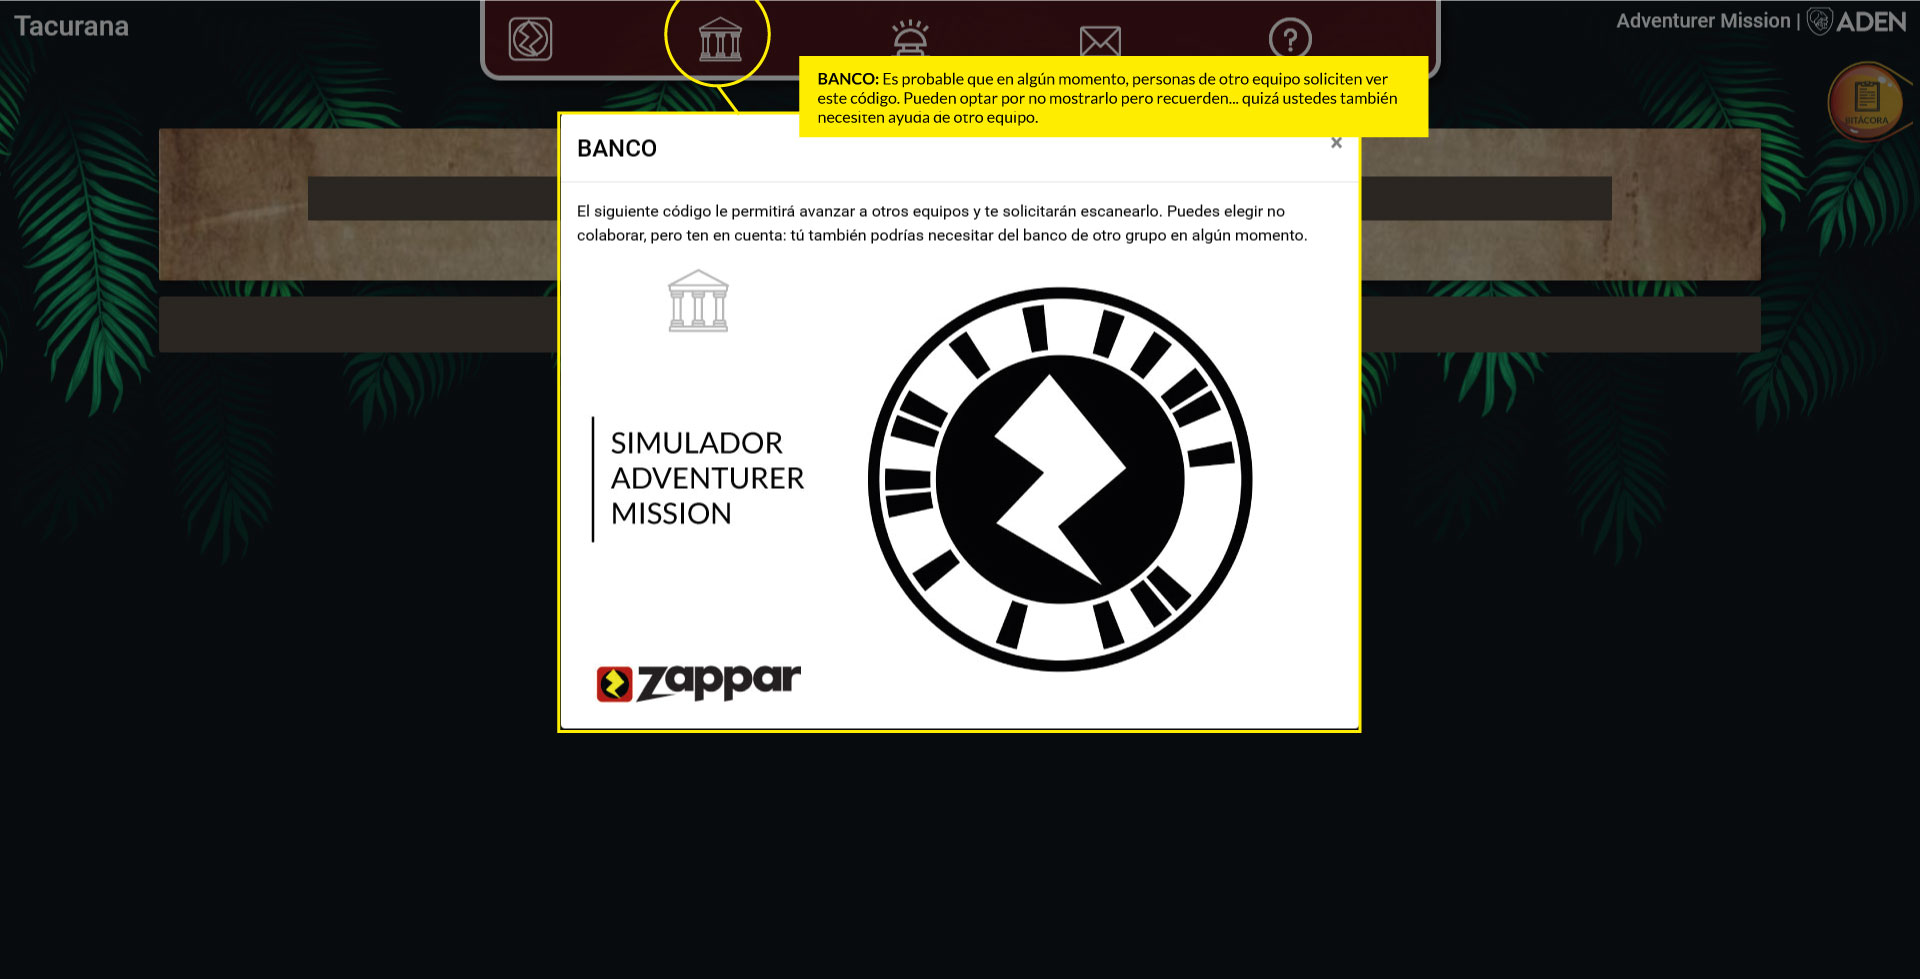 Tacurana
Adventurer Mission | ADEN
BANCO: Es probable que en algún momento, personas de otro equipo soliciten ver
este código. Pueden optar por no mostrarlo pero recuerden... quizá ustedes también
necesiten ayuda de otro equipo.
BITÁCORA
BANCO
×
El siguiente código le permitirá avanzar a otros equipos y te solicitarán escanearlo. Puedes elegir no
colaborar, pero ten en cuenta: tú también podrías necesitar del banco de otro grupo en algún momento.
SIMULADOR
ADVENTURER
MISSION
zappar